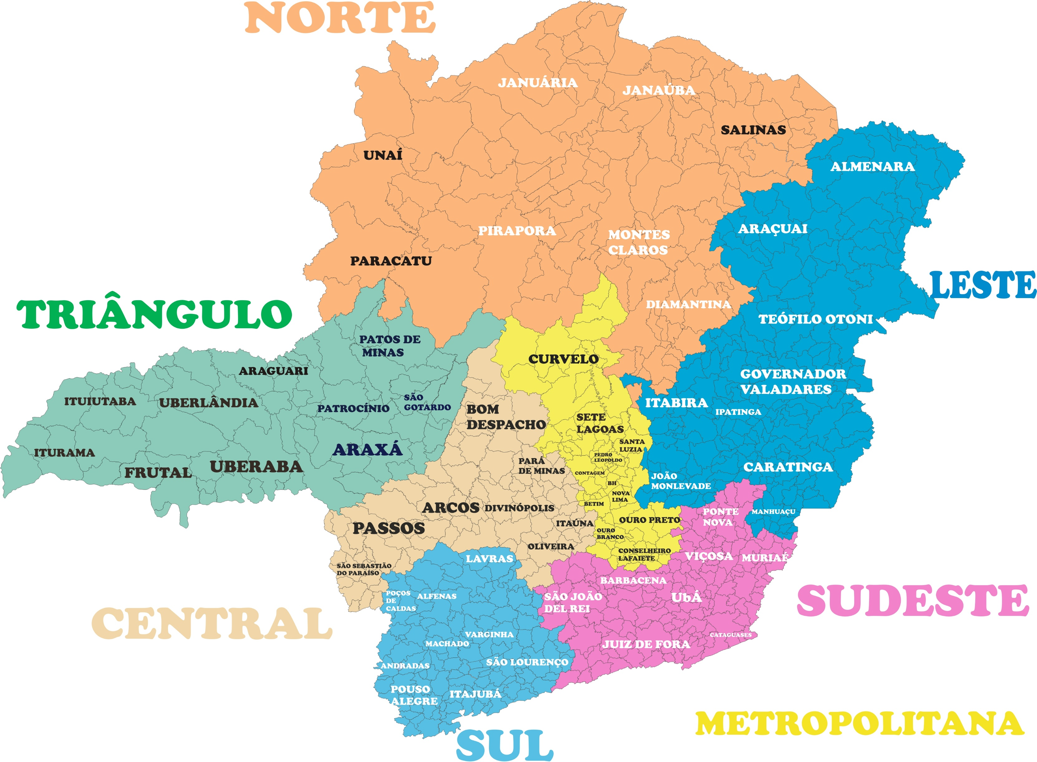 NORTE
JANUÁRIA
JANAÚBA
SALINAS
UNAÍ
ALMENARA
PIRAPORA
MONTES
CLAROS
ARAÇUAI
PARACATU
LESTE
DIAMANTINA
TRIÂNGULO
TEÓFILO OTONI
PATOS DE
MINAS
CURVELO
ARAGUARI
GOVERNADOR
VALADARES
ITUIUTABA
UBERLÂNDIA
PATROCÍNIO
SÃO
GOTARDO
BOM
DESPACHO
ITABIRA
IPATINGA
SETE
LAGOAS
SANTA
LUZIA
ITURAMA
ARAXÁ
PEDRO
LEOPOLDO
FRUTAL
UBERABA
PARÁ
DE MINAS
CONTAGEM
CARATINGA
BH
JOÃO
MONLEVADE
NOVA
LIMA
BETIM
ARCOS
DIVINÓPOLIS
PASSOS
ITAÚNA
OURO PRETO
PONTE
NOVA
MANHUAÇU
OURO
BRANCO
OLIVEIRA
CONSELHEIRO
LAFAIETE
LAVRAS
VIÇOSA
MURIAÉ
SÃO SEBASTIÃO
DO PARAÍSO
BARBACENA
POÇOS
DE
CALDAS
ALFENAS
SÃO JOÃO
DEL REI
UbÁ
SUDESTE
CENTRAL
VARGINHA
MACHADO
JUIZ DE FORA
CATAGUASES
ANDRADAS
SÃO LOURENÇO
POUSO
ALEGRE
ITAJUBÁ
METROPOLITANA
SUL